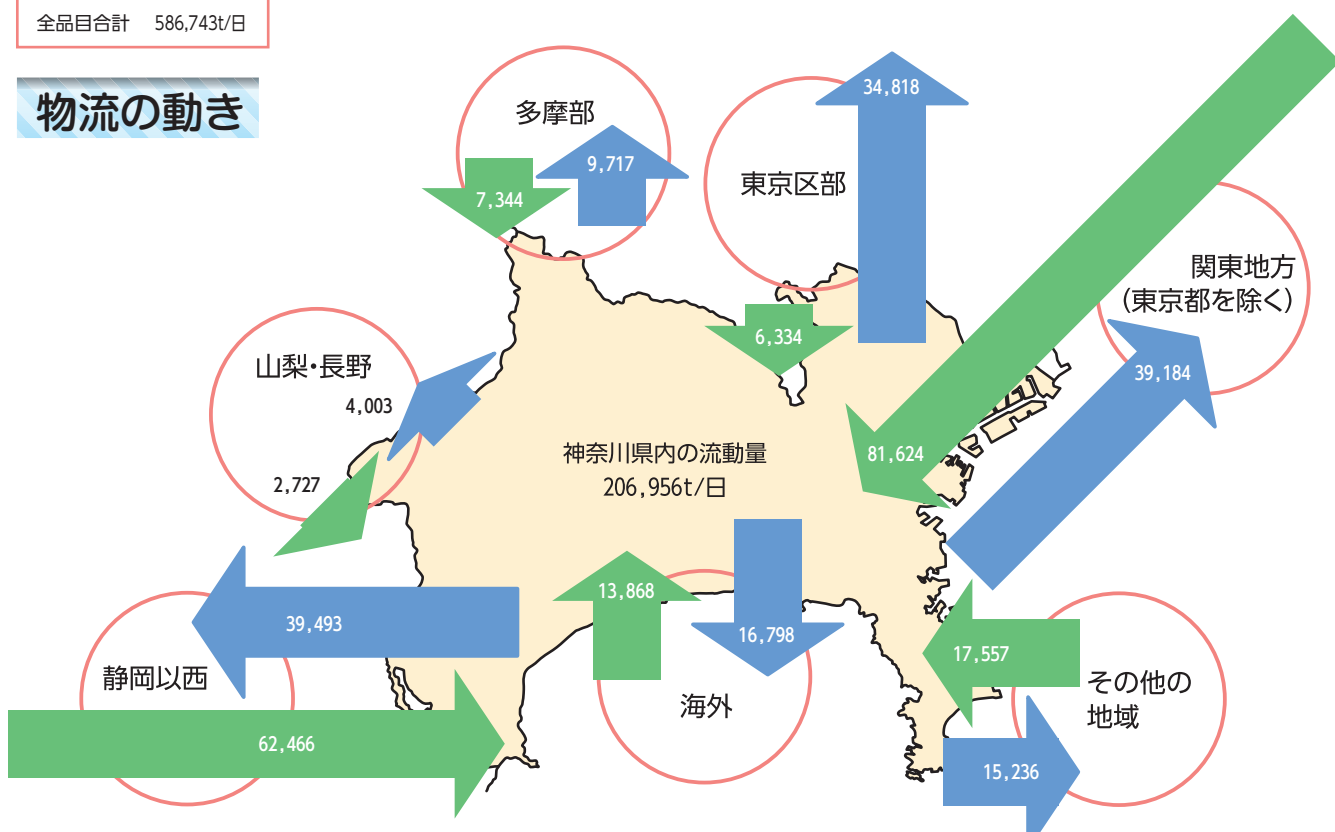 全品目合計 586,743t/日
物流の動き
多摩部
7,344
9,717
東京区部
34,818
6,334
関東地方
(東京都を除く)
81,624
39,184
山梨・長野
4,003
2,727
神奈川県内の流動量
206,956t/日
静岡以西
39,493
62,466
海外
13,868
16,798
その他の
地域
17,557
15,236